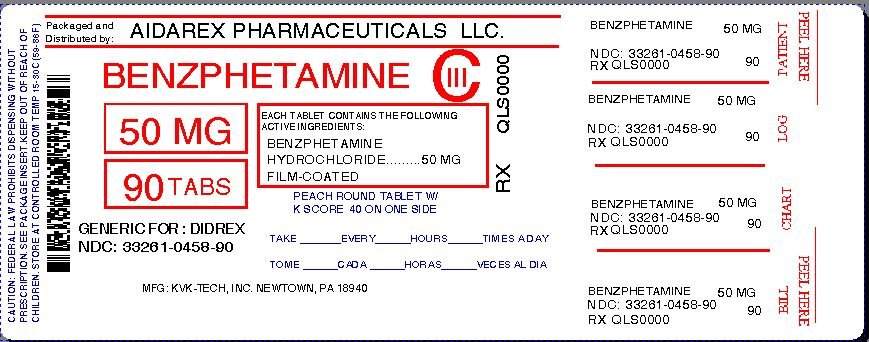 CAUTION: FEDERAL LAW PROHIBITS DISPENSING WITHOUT
PRESCRIPTION. SEE PACKAGE INSERT. KEEP OUT OF REACH OF
CHILDREN. STORE AT CONTROLLED ROOM TEMP 15-30C (59-86F)
Packaged and
Distributed by:
AIDAREX PHARMACEUTICALS LLC.
BENZPHETAMINE
C III
50 MG
90 TABS
EACH TABLET CONTAINS THE FOLLOWING
ACTIVE INGREDIENTS:
BENZPHETAMINE
HYDROCHLORIDE.........50 MG
FILM-COATED
RX QLS0000
PEACH ROUND TABLET W/
K SCORE 40 ON ONE SIDE
GENERIC FOR : DIDREX
NDC: 33261-0458-90
TAKE ______EVERY_____HOURS_____TIMES A DAY
TOME _____CADA _____HORAS_____VECES AL DIA
MFG: KVK-TECH, INC. NEWTOWN, PA 18940
BENZPHETAMINE 50 MG
NDC: 33261-0458-90
RX QLS0000 90
PATIENT
PEEL HERE
BENZPHETAMINE 50 MG
NDC: 33261-0458-90
RX QLS0000 90
LOG
BENZPHETAMINE 50 MG
NDC: 33261-0458-90
RX QLS0000 90
CHART
BENZPHETAMINE 50 MG
NDC: 33261-0458-90
RX QLS0000 90
BILL
PEEL HERE